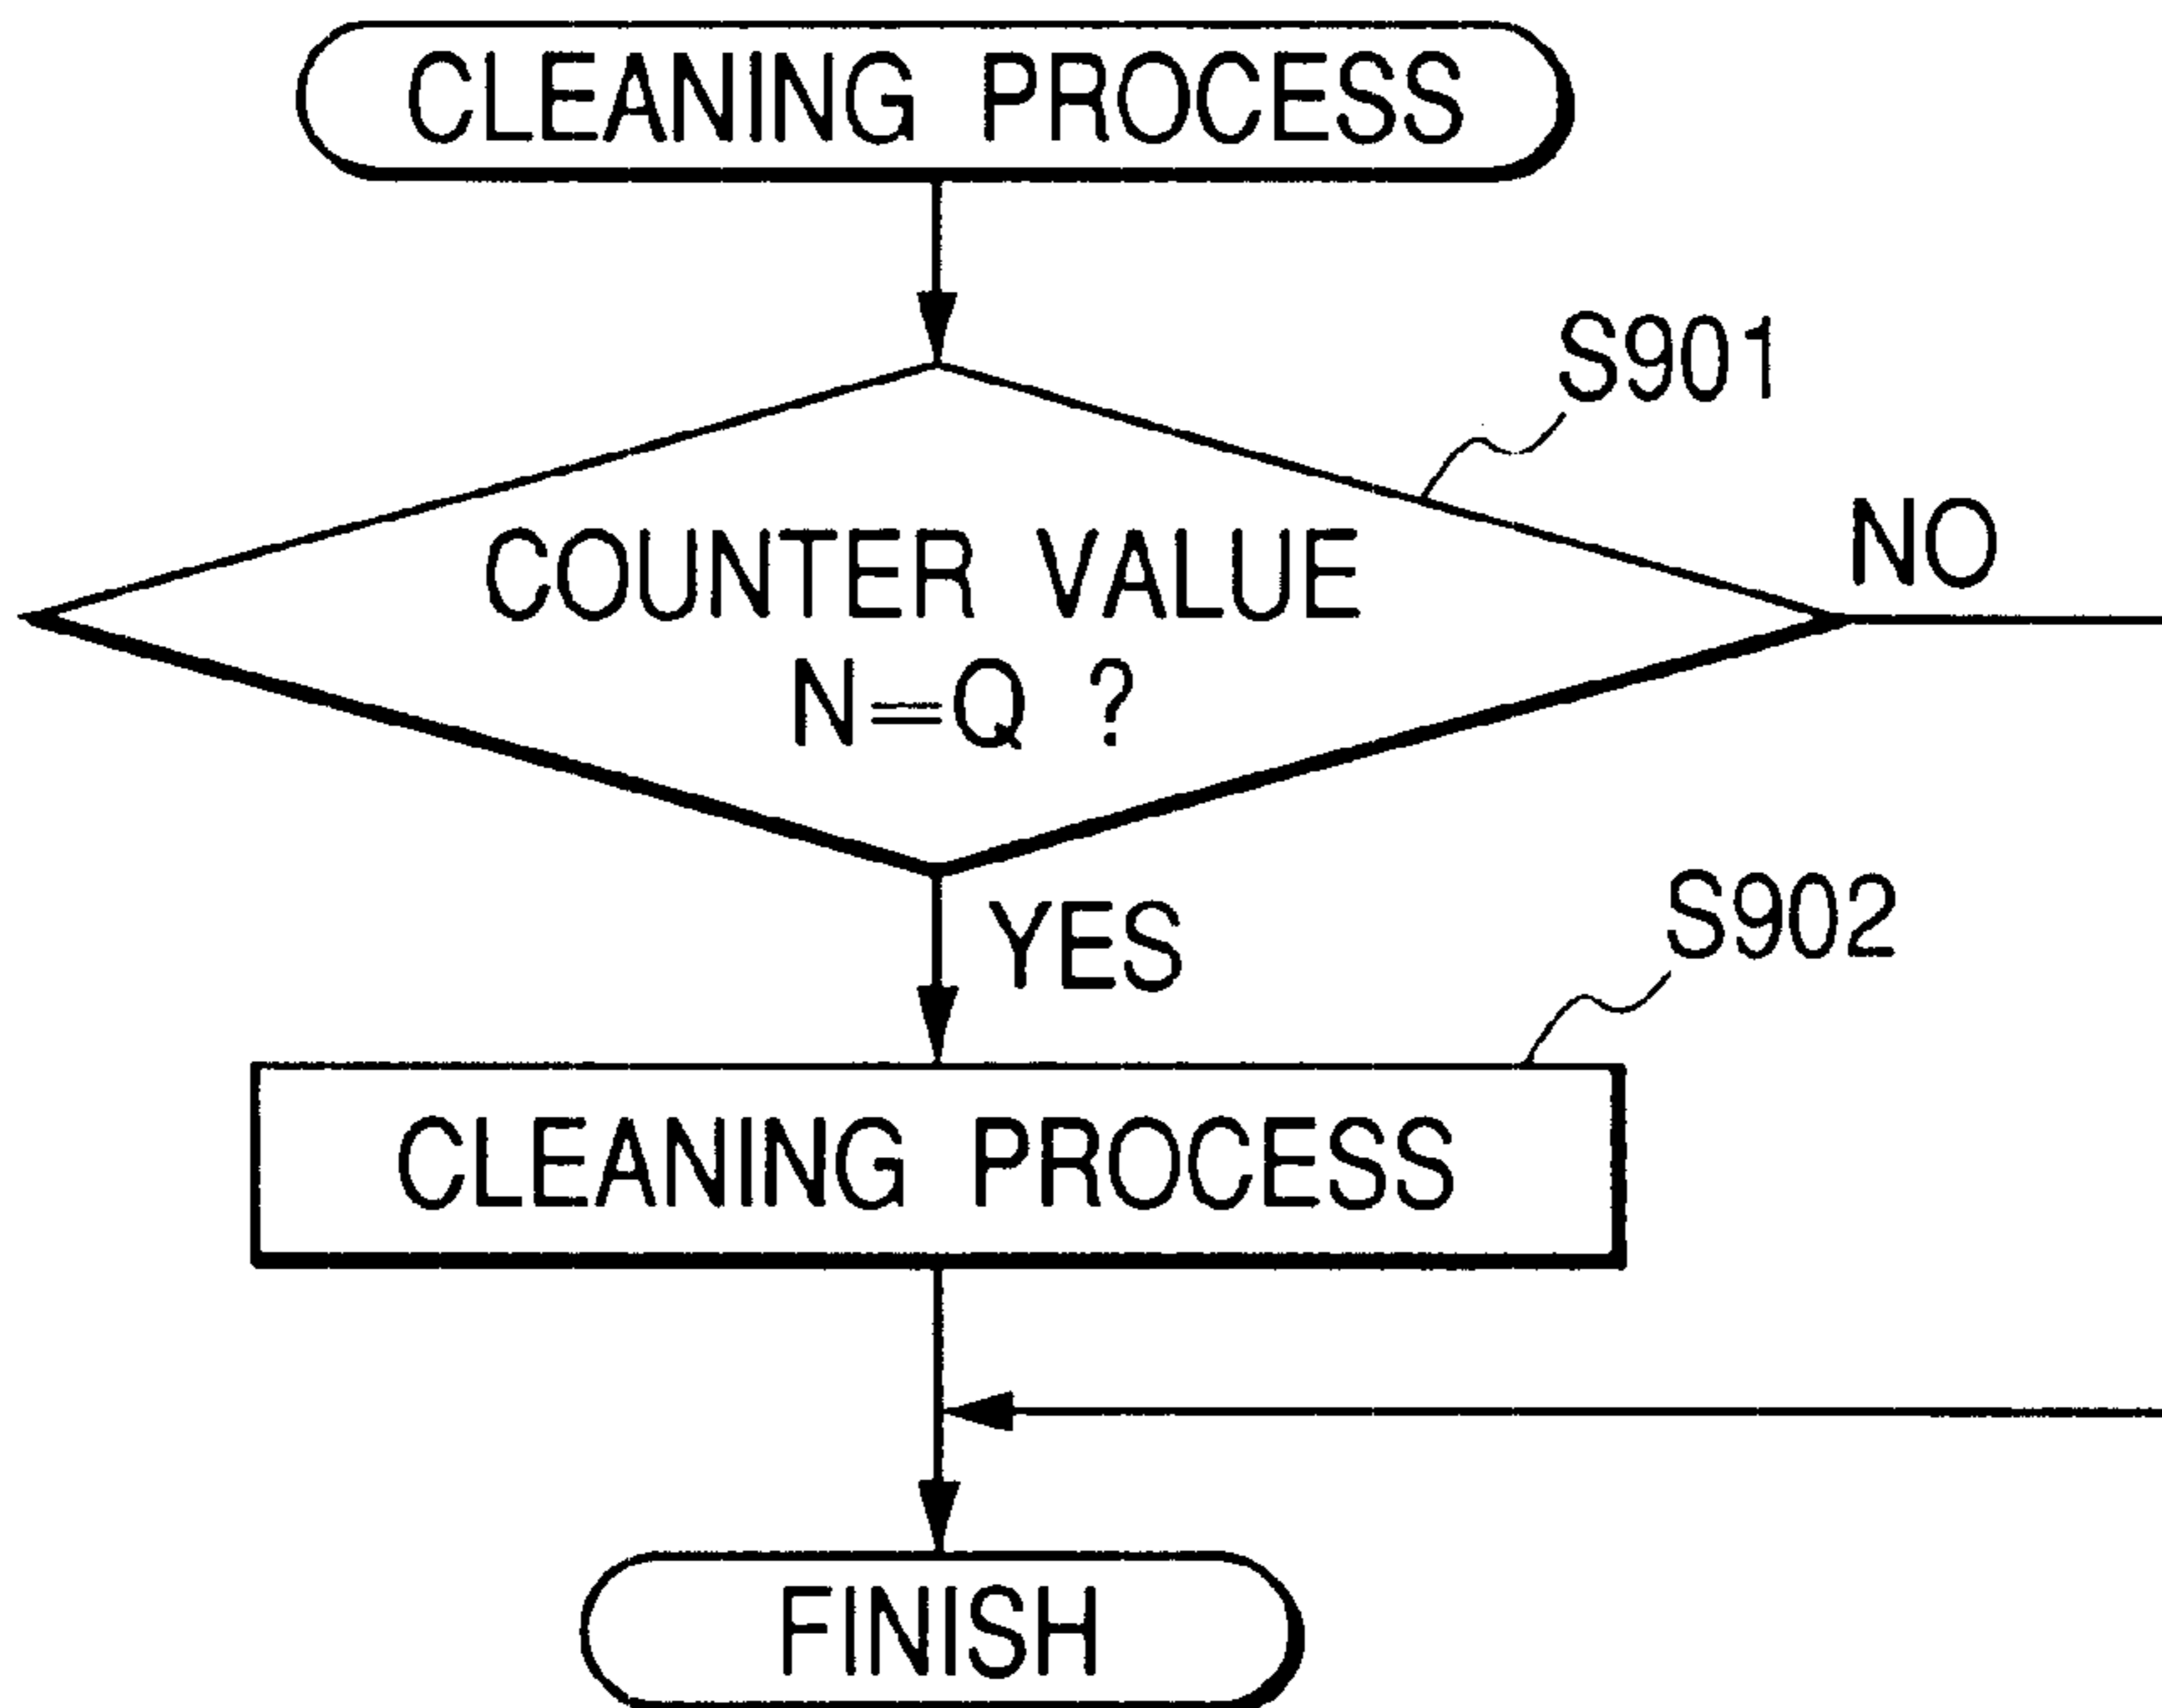 CLEANING PROCESS
S901
COUNTER VALUE
N=Q ?
NO
YES
S902
CLEANING PROCESS
FINISH